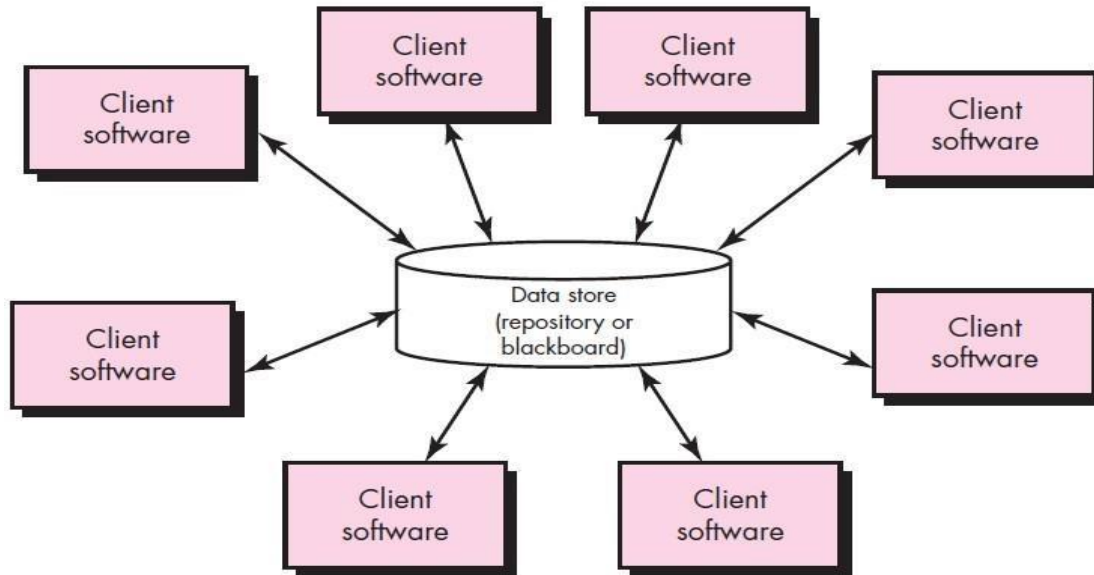 Client
software
Client
software
Client
software
Client
software
Data store
(repository or
blackboard)
Client
software
Client
software
Client
software
Client
software